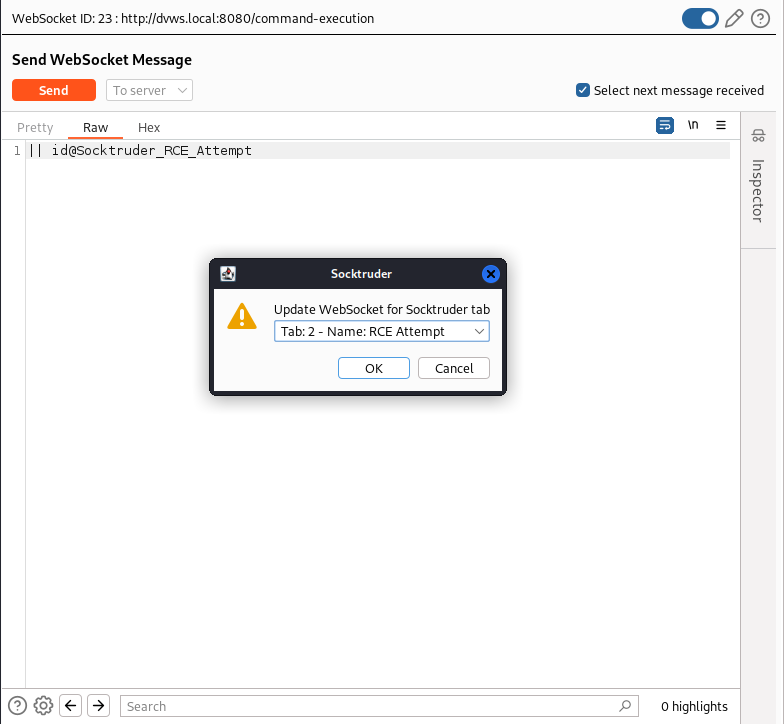 WebSocket ID: 23 : http://dvws.local:8080/command-execution
Send WebSocket Message
Send
To server
Select next message received
Pretty
Raw
Hex
\n
1
|| id@Socktruder_RCE_Attempt
Inspector
Socktruder
Update WebSocket for Socktruder tab
Tab: 2 - Name: RCE Attempt
OK
Cancel
Search
0 highlights